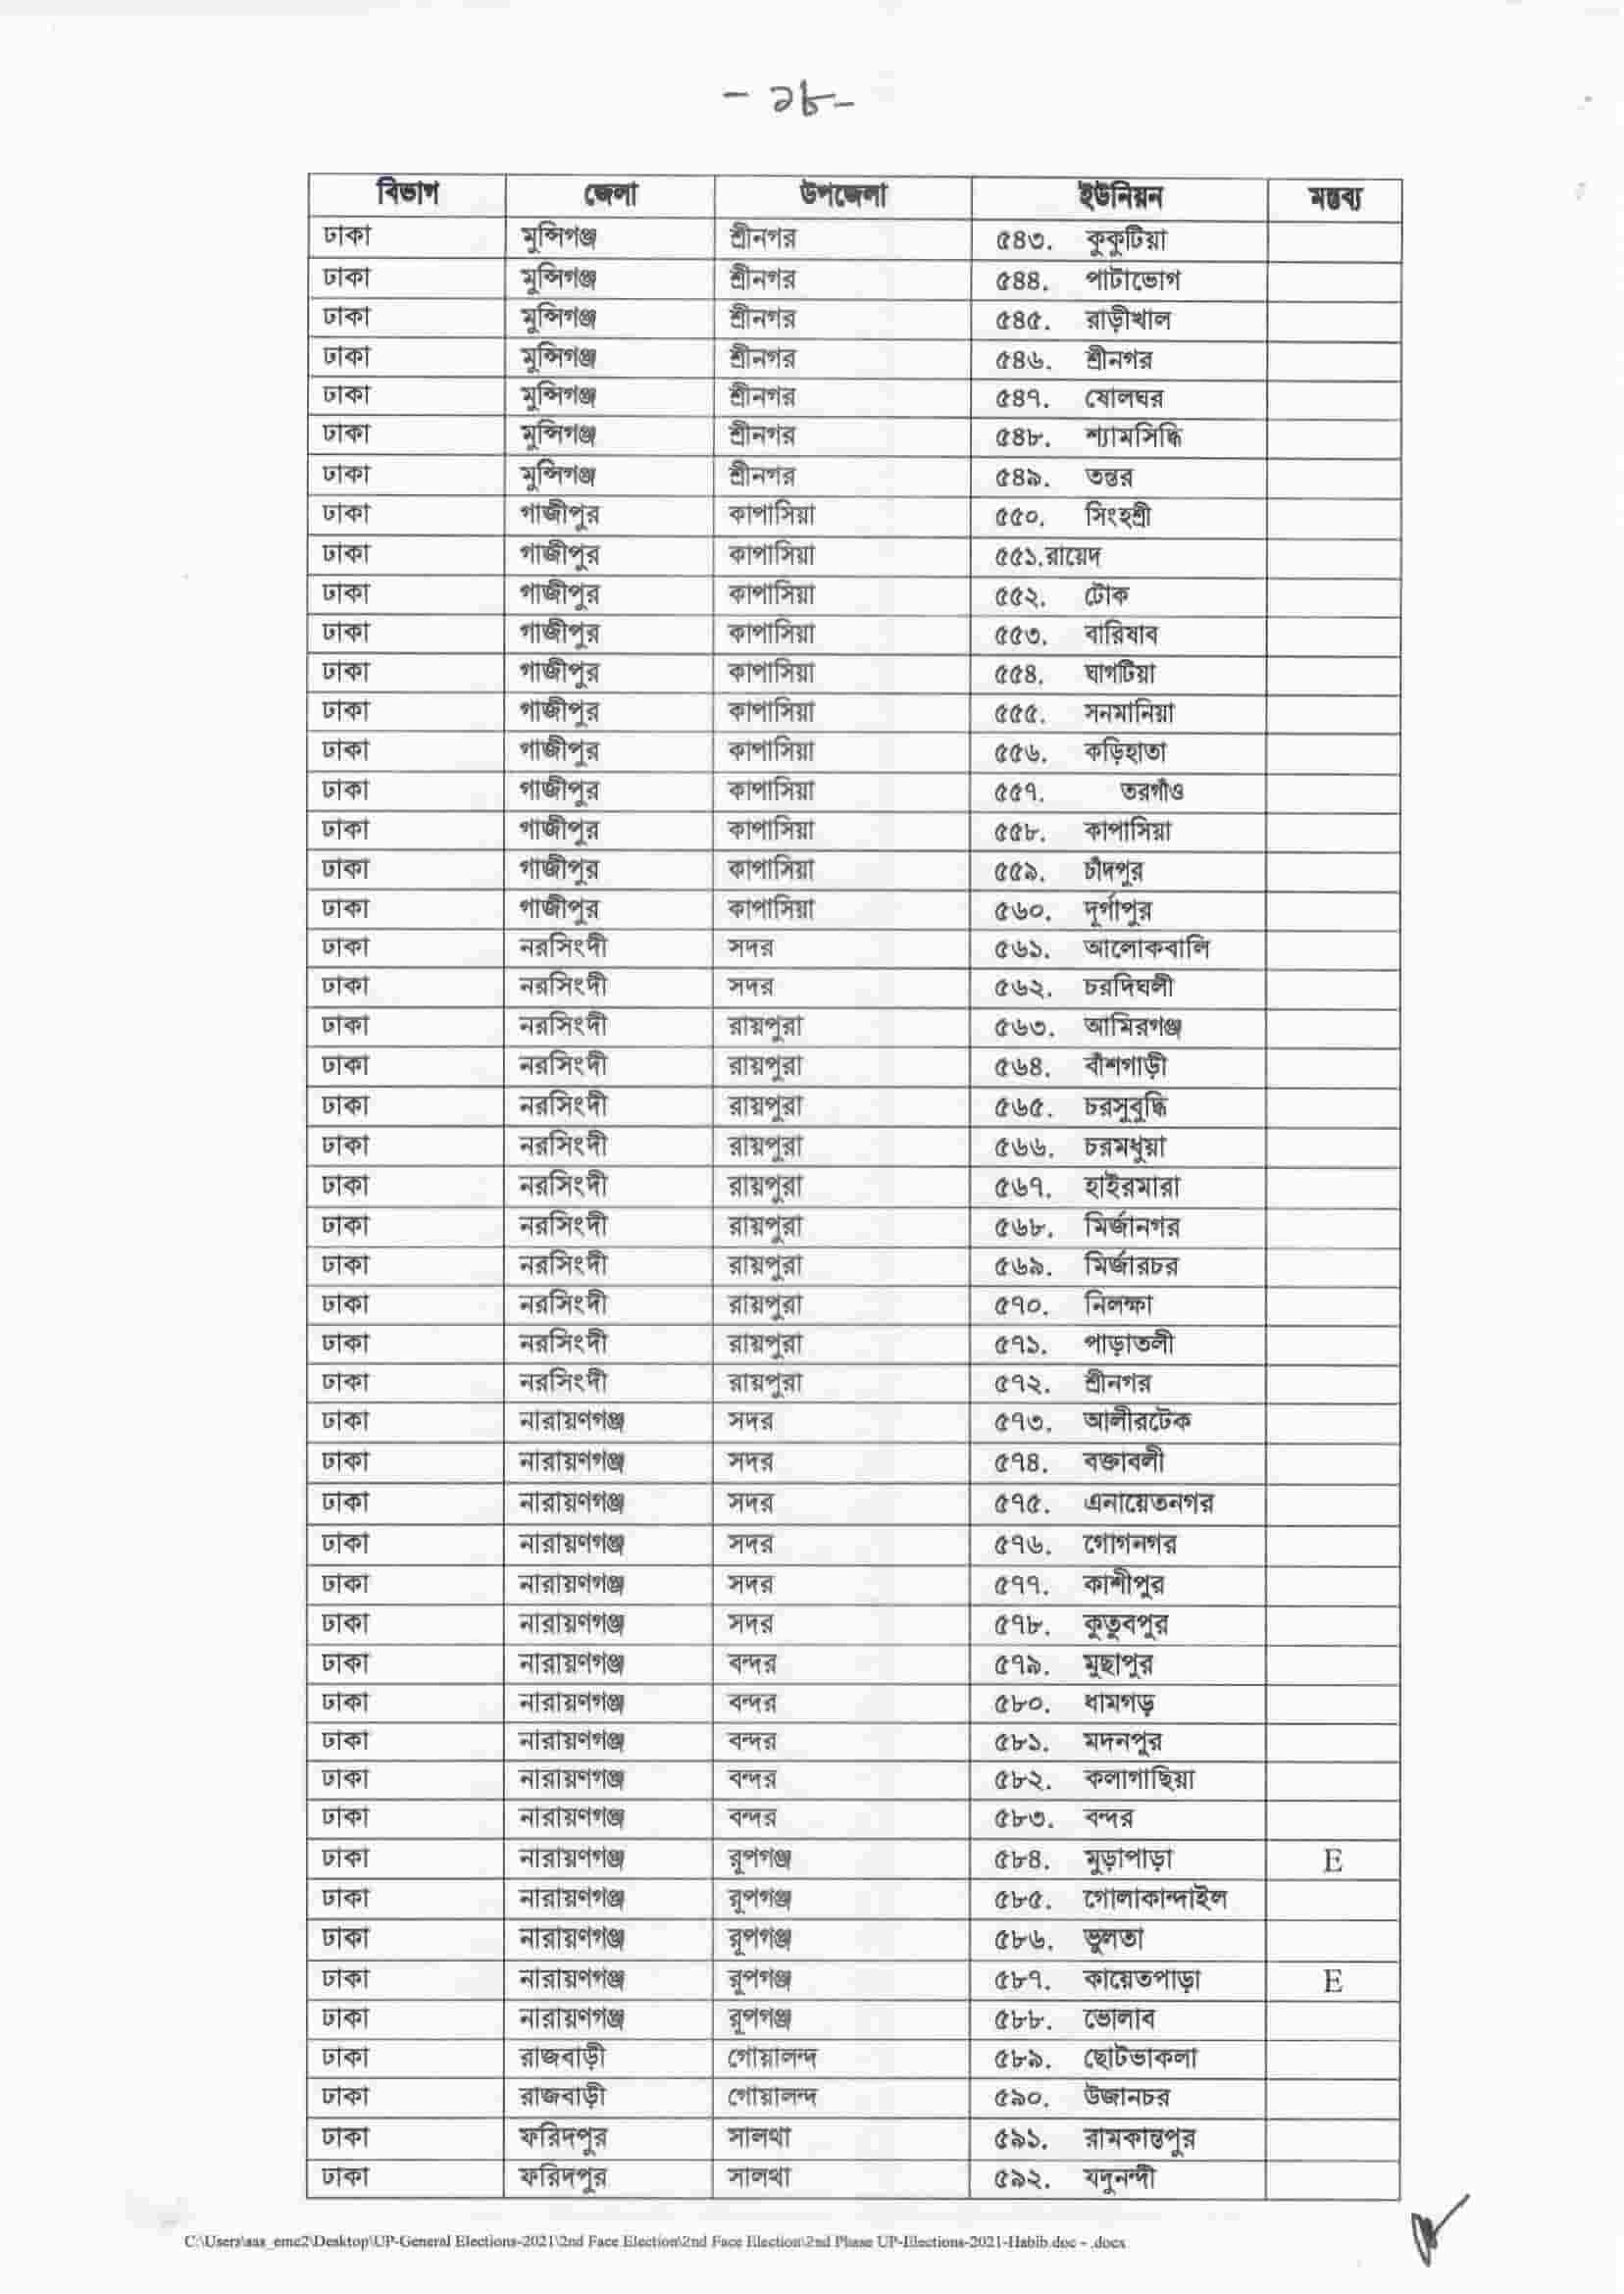 - ১৮ -
বিভাগ জেলা উপজেলা ইউনিয়ন মন্তব্য
ঢাকা মুন্সিগঞ্জ শ্রীনগর ৫৪৩. কুকুটিয়া
ঢাকা মুন্সিগঞ্জ শ্রীনগর ৫৪৪. পাটাভোগ
ঢাকা মুন্সিগঞ্জ শ্রীনগর ৫৪৫. রাড়ীখাল
ঢাকা মুন্সিগঞ্জ শ্রীনগর ৫৪৬. শ্রীনগর
ঢাকা মুন্সিগঞ্জ শ্রীনগর ৫৪৭. ষোলঘর
ঢাকা মুন্সিগঞ্জ শ্রীনগর ৫৪৮. শ্যামসিদ্ধি
ঢাকা মুন্সিগঞ্জ শ্রীনগর ৫৪৯. তন্তর
ঢাকা গাজীপুর কাপাসিয়া ৫৫০. সিংহশ্রী
ঢাকা গাজীপুর কাপাসিয়া ৫৫১.রায়েদ
ঢাকা গাজীপুর কাপাসিয়া ৫৫২. টোক
ঢাকা গাজীপুর কাপাসিয়া ৫৫৩. বারিষাব
ঢাকা গাজীপুর কাপাসিয়া ৫৫৪. ঘাগটিয়া
ঢাকা গাজীপুর কাপাসিয়া ৫৫৫. সনমানিয়া
ঢাকা গাজীপুর কাপাসিয়া ৫৫৬. কড়িহাতা
ঢাকা গাজীপুর কাপাসিয়া ৫৫৭. তরগাঁও
ঢাকা গাজীপুর কাপাসিয়া ৫৫৮. কাপাসিয়া
ঢাকা গাজীপুর কাপাসিয়া ৫৫৯. চাঁদপুর
ঢাকা গাজীপুর কাপাসিয়া ৫৬০. দূর্গাপুর
ঢাকা নরসিংদী সদর ৫৬১. আলোকবালি
ঢাকা নরসিংদী সদর ৫৬২. চরদিঘলী
ঢাকা নরসিংদী রায়পুরা ৫৬৩. আমিরগঞ্জ
ঢাকা নরসিংদী রায়পুরা ৫৬৪. বাঁশগাড়ী
ঢাকা নরসিংদী রায়পুরা ৫৬৫. চরসুবুদ্ধি
ঢাকা নরসিংদী রায়পুরা ৫৬৬. চরমধুয়া
ঢাকা নরসিংদী রায়পুরা ৫৬৭. হাইরমারা
ঢাকা নরসিংদী রায়পুরা ৫৬৮. মির্জানগর
ঢাকা নরসিংদী রায়পুরা ৫৬৯. মির্জারচর
ঢাকা নরসিংদী রায়পুরা ৫৭০. নিলক্ষা
ঢাকা নরসিংদী রায়পুরা ৫৭১. পাড়াতলী
ঢাকা নরসিংদী রায়পুরা ৫৭২. শ্রীনগর
ঢাকা নারায়ণগঞ্জ সদর ৫৭৩. আলীরটেক
ঢাকা নারায়ণগঞ্জ সদর ৫৭৪. বক্তাবলী
ঢাকা নারায়ণগঞ্জ সদর ৫৭৫. এনায়েতনগর
ঢাকা নারায়ণগঞ্জ সদর ৫৭৬. গোগনগর
ঢাকা নারায়ণগঞ্জ সদর ৫৭৭. কাশীপুর
ঢাকা নারায়ণগঞ্জ সদর ৫৭৮. কুতুবপুর
ঢাকা নারায়ণগঞ্জ বন্দর ৫৭৯. মুছাপুর
ঢাকা নারায়ণগঞ্জ বন্দর ৫৮০. ধামগড়
ঢাকা নারায়ণগঞ্জ বন্দর ৫৮১. মদনপুর
ঢাকা নারায়ণগঞ্জ বন্দর ৫৮২. কলাগাছিয়া
ঢাকা নারায়ণগঞ্জ বন্দর ৫৮৩. বন্দর
ঢাকা নারায়ণগঞ্জ রূপগঞ্জ ৫৮৪. মুড়াপাড়া E
ঢাকা নারায়ণগঞ্জ রূপগঞ্জ ৫৮৫. গোলাকান্দাইল
ঢাকা নারায়ণগঞ্জ রূপগঞ্জ ৫৮৬. ভুলতা
ঢাকা নারায়ণগঞ্জ রূপগঞ্জ ৫৮৭. কায়েতপাড়া E
ঢাকা নারায়ণগঞ্জ রূপগঞ্জ ৫৮৮. ভোলাব
ঢাকা রাজবাড়ী গোয়ালন্দ ৫৮৯. ছোটভাকলা
ঢাকা রাজবাড়ী গোয়ালন্দ ৫৯০. উজানচর
ঢাকা ফরিদপুর সালথা ৫৯১. রামকান্তপুর
ঢাকা ফরিদপুর সালথা ৫৯২. যদুনন্দী
C:\Users\aas_emc2\Desktop\UP-General Elections-2021\2nd Face Election\2nd Face Election\2nd Phase UP-Elections-2021-Habib.doc - .docx